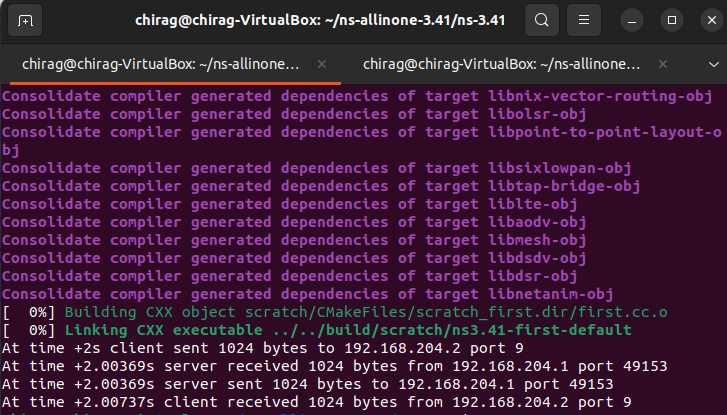 chirag@chirag-VirtualBox: ~/ns-allinone-3.41/ns-3.41
chirag@chirag-VirtualBox: ~/ns-allinone… × chirag@chirag-VirtualBox: ~/ns-allinone… ×
Consolidate compiler generated dependencies of target libnix-vector-routing-obj
Consolidate compiler generated dependencies of target libolsr-obj
Consolidate compiler generated dependencies of target libpoint-to-point-layout-o
bj
Consolidate compiler generated dependencies of target libsixlowpan-obj
Consolidate compiler generated dependencies of target libtap-bridge-obj
Consolidate compiler generated dependencies of target liblte-obj
Consolidate compiler generated dependencies of target libaodv-obj
Consolidate compiler generated dependencies of target libmesh-obj
Consolidate compiler generated dependencies of target libdsdv-obj
Consolidate compiler generated dependencies of target libdsr-obj
Consolidate compiler generated dependencies of target libnetanim-obj
[  0%] Building CXX object scratch/CMakeFiles/scratch_first.dir/first.cc.o
[  0%] Linking CXX executable ../../build/scratch/ns3.41-first-default
At time +2s client sent 1024 bytes to 192.168.204.2 port 9
At time +2.00369s server received 1024 bytes from 192.168.204.1 port 49153
At time +2.00369s server sent 1024 bytes to 192.168.204.1 port 49153
At time +2.00737s client received 1024 bytes from 192.168.204.2 port 9